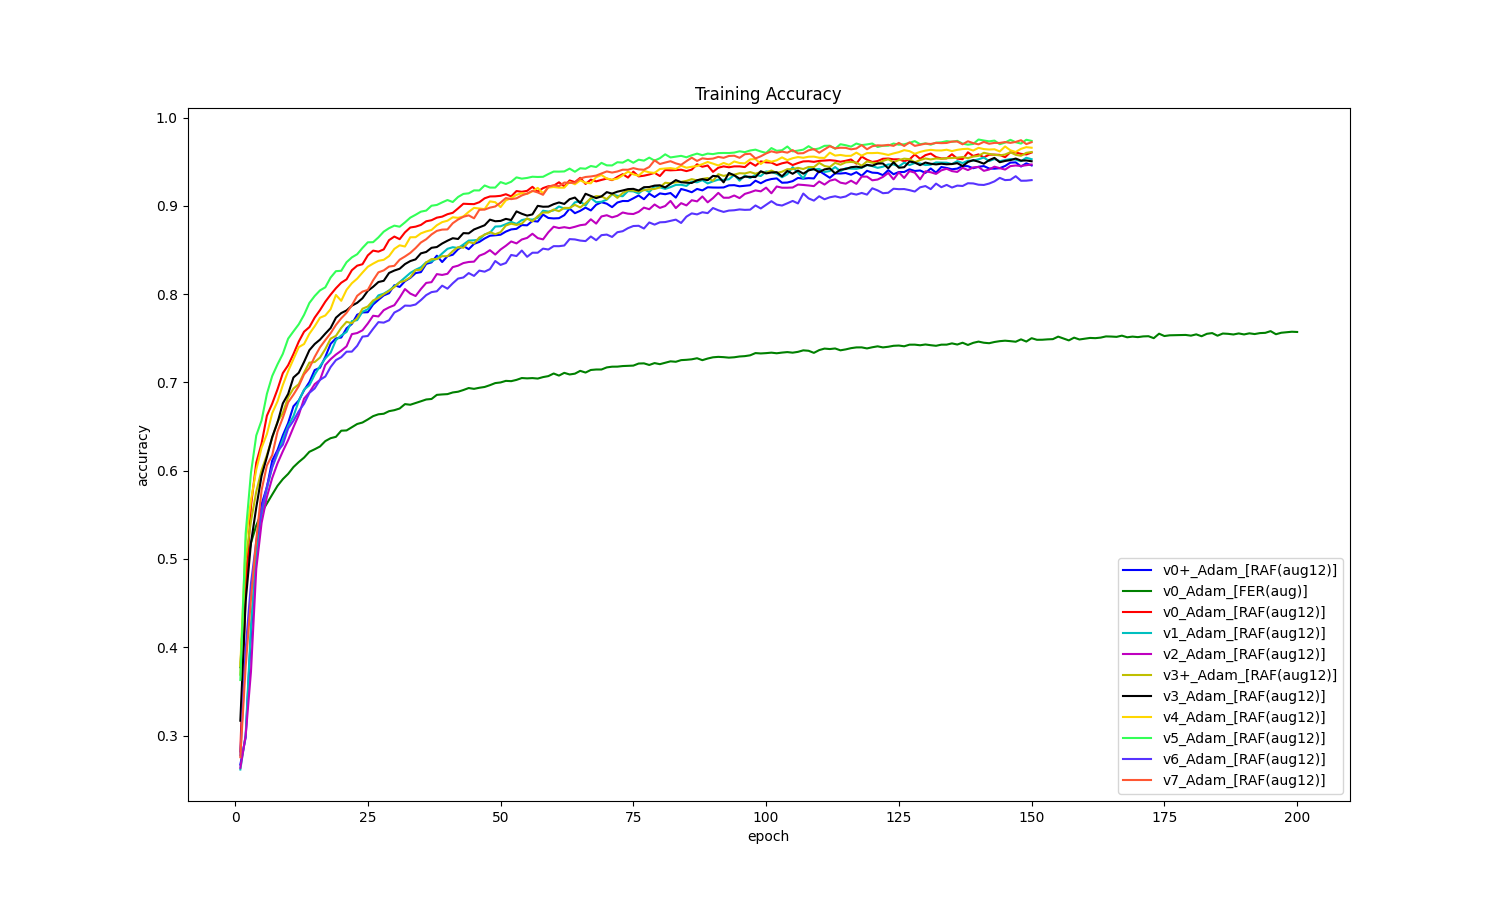 Training Accuracy
1.0
0.9
0.8
0.7
0.6
0.5
0.4
0.3
accuracy
v0+_Adam_[RAF(aug12)]
v0_Adam_[FER(aug)]
v0_Adam_[RAF(aug12)]
v1_Adam_[RAF(aug12)]
v2_Adam_[RAF(aug12)]
v3+_Adam_[RAF(aug12)]
v3_Adam_[RAF(aug12)]
v4_Adam_[RAF(aug12)]
v5_Adam_[RAF(aug12)]
v6_Adam_[RAF(aug12)]
v7_Adam_[RAF(aug12)]
0 25 50 75 100 125 150 175 200
epoch